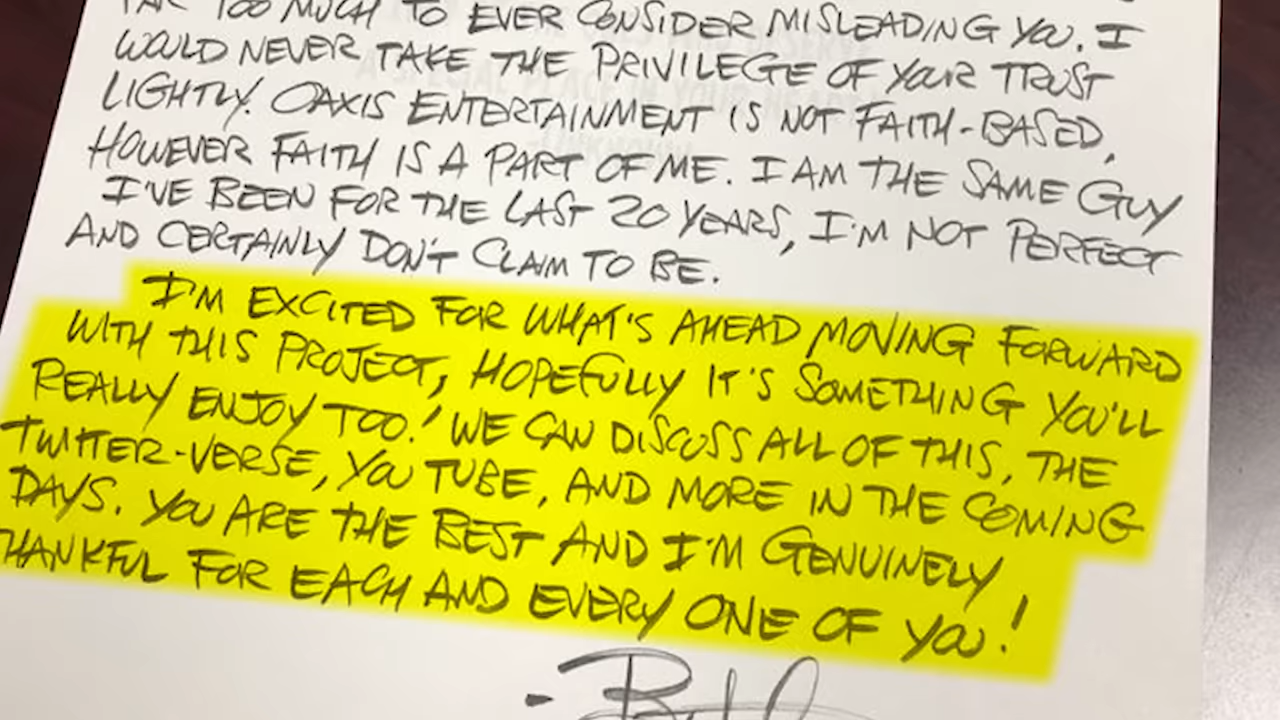 TOO MUCH TO EVER CONSIDER MISLEADING YOU. I
WOULD NEVER TAKE THE PRIVILEGE OF YOUR TRUST
LIGHTLY. OAXIS ENTERTAINMENT IS NOT FAITH-BASED,
HOWEVER FAITH IS A PART OF ME. I AM THE SAME GUY
I'VE BEEN FOR THE LAST 20 YEARS, I'M NOT PERFECT
AND CERTAINLY DON'T CLAIM TO BE.
I'M EXCITED FOR WHAT'S AHEAD MOVING FORWARD
WITH THIS PROJECT, HOPEFULLY IT'S SOMETHING YOU'LL
REALLY ENJOY TOO! WE CAN DISCUSS ALL OF THIS, THE
TWITTER-VERSE, YOU TUBE, AND MORE IN THE COMING
DAYS. YOU ARE THE BEST AND I'M GENUINELY
THANKFUL FOR EACH AND EVERY ONE OF YOU!